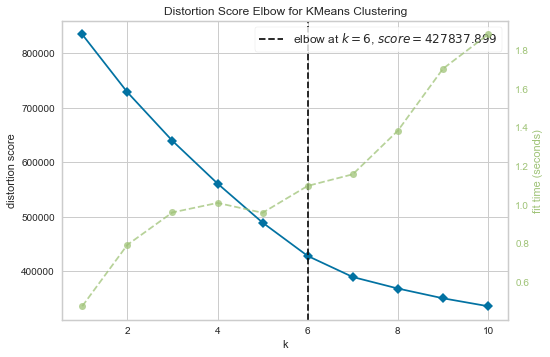 Distortion Score Elbow for KMeans Clustering
elbow at k = 6, score = 427837.899
800000
700000
600000
500000
400000
distortion score
1.8
1.6
1.4
1.2
1.0
0.8
0.6
fit time (seconds)
2 4 6 8 10
k